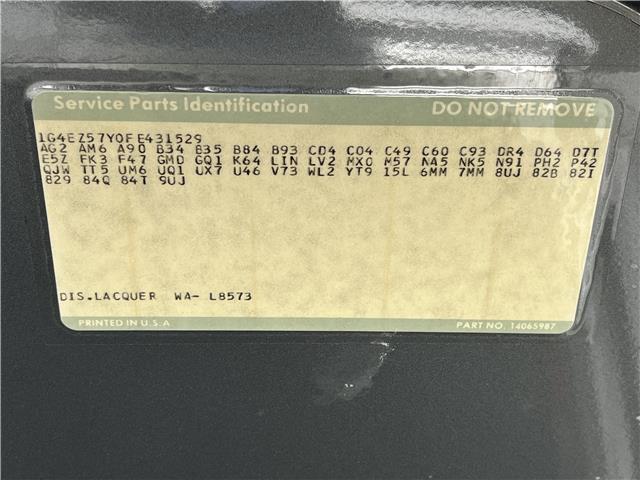 Service Parts Identification DO NOT REMOVE
1G4EZ57Y0FE431529
AG2 AM6 A90 B34 B35 B84 B93 CD4 C04 C49 C60 C93 DR4 D64 D7T
E5Z FK3 F47 GMD GQ1 K64 LIN LV2 MX0 M57 NA5 NK5 N91 PH2 P42
QJW TT5 UM6 UQ1 UX7 U46 V73 WL2 YT9 15L 6MM 7MM 8UJ 82B 82I
829 84Q 84T 9UJ
DIS.LACQUER WA- L8573
PRINTED IN U.S.A PART NO. 14065987